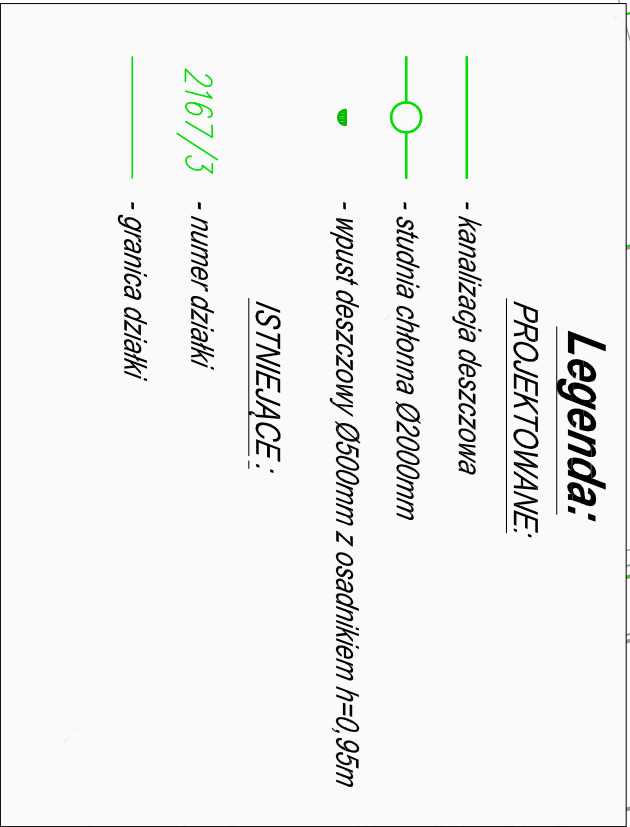 Legenda:
PROJEKTOWANE:
- kanalizacja deszczowa
- studnia chłonna Ø2000mm
- wpust deszczowy Ø500mm z osadnikiem h=0,95m
ISTNIEJĄCE:
2167/3 - numer działki
- granica działki